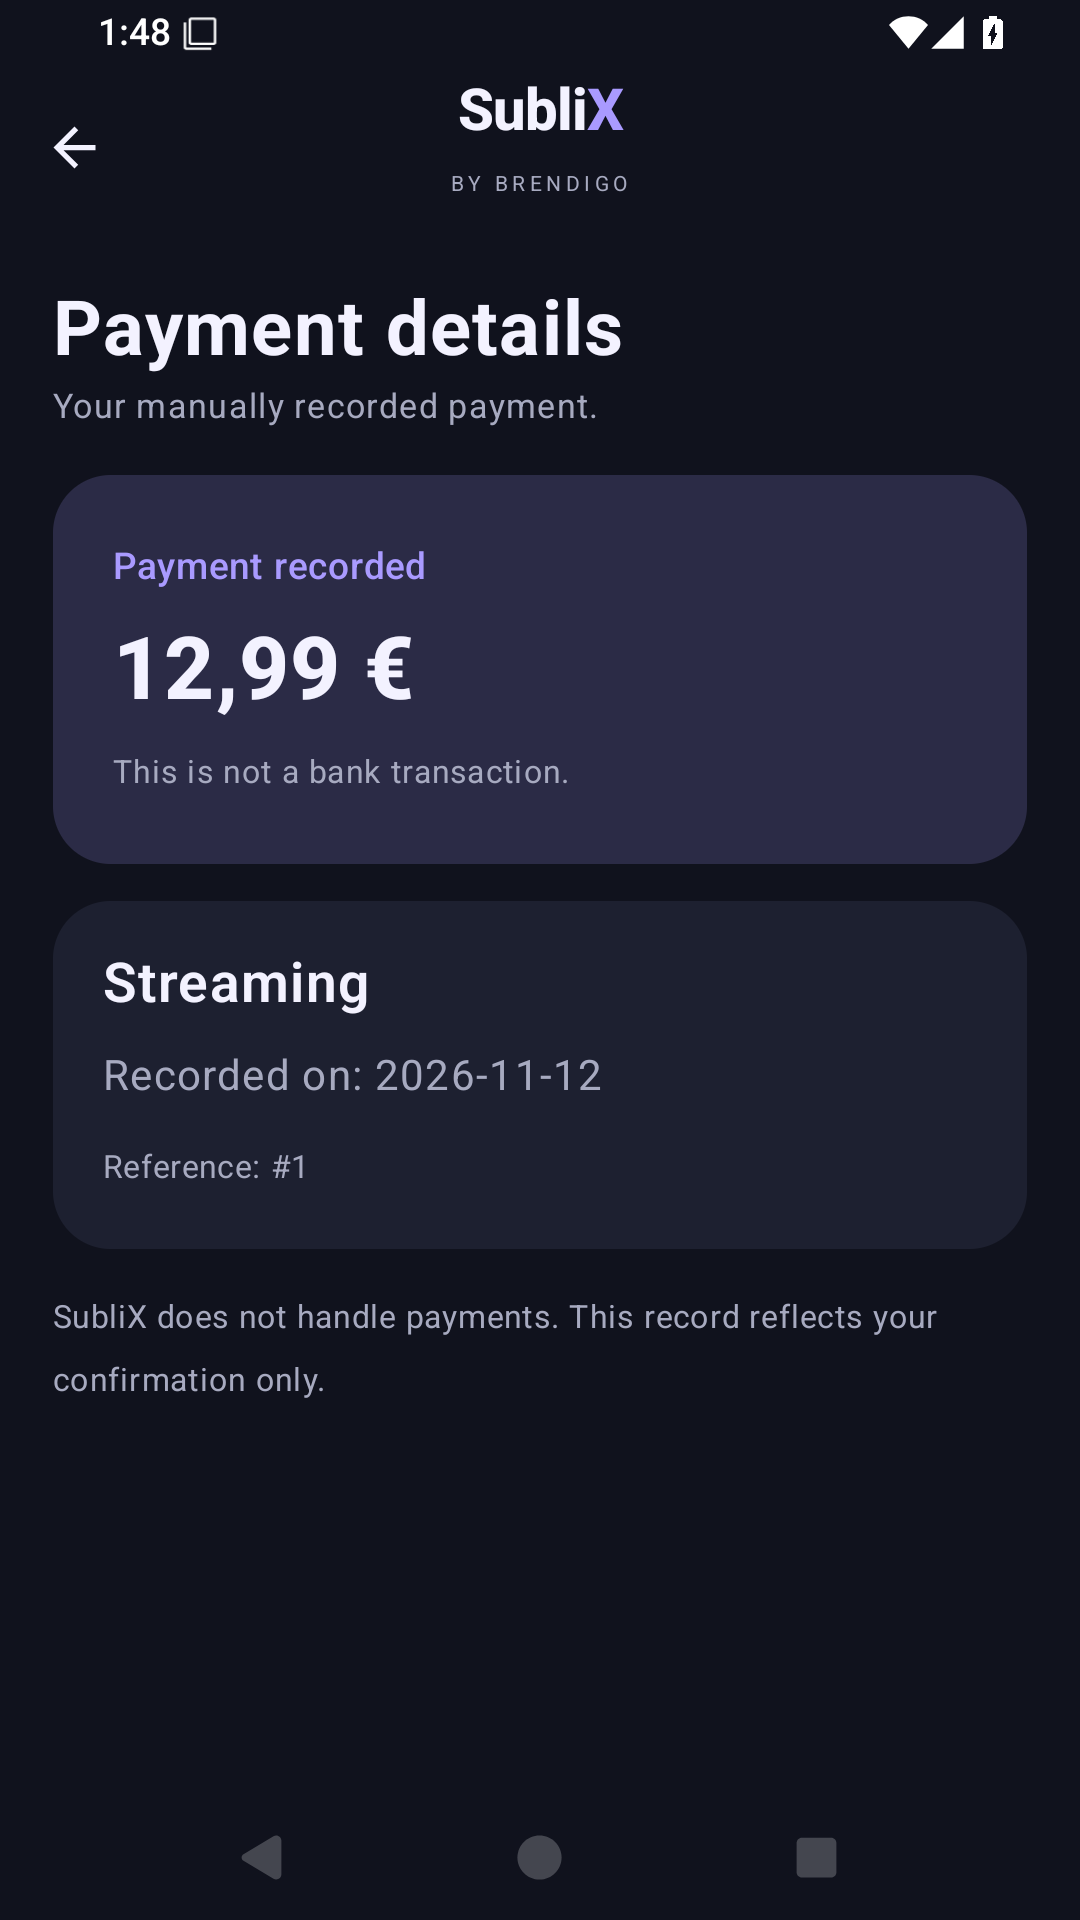 1:48
SubliX
BY BRENDIGO
Payment details
Your manually recorded payment.
Payment recorded
12,99 €
This is not a bank transaction.
Streaming
Recorded on: 2026-11-12
Reference: #1
SubliX does not handle payments. This record reflects your
confirmation only.